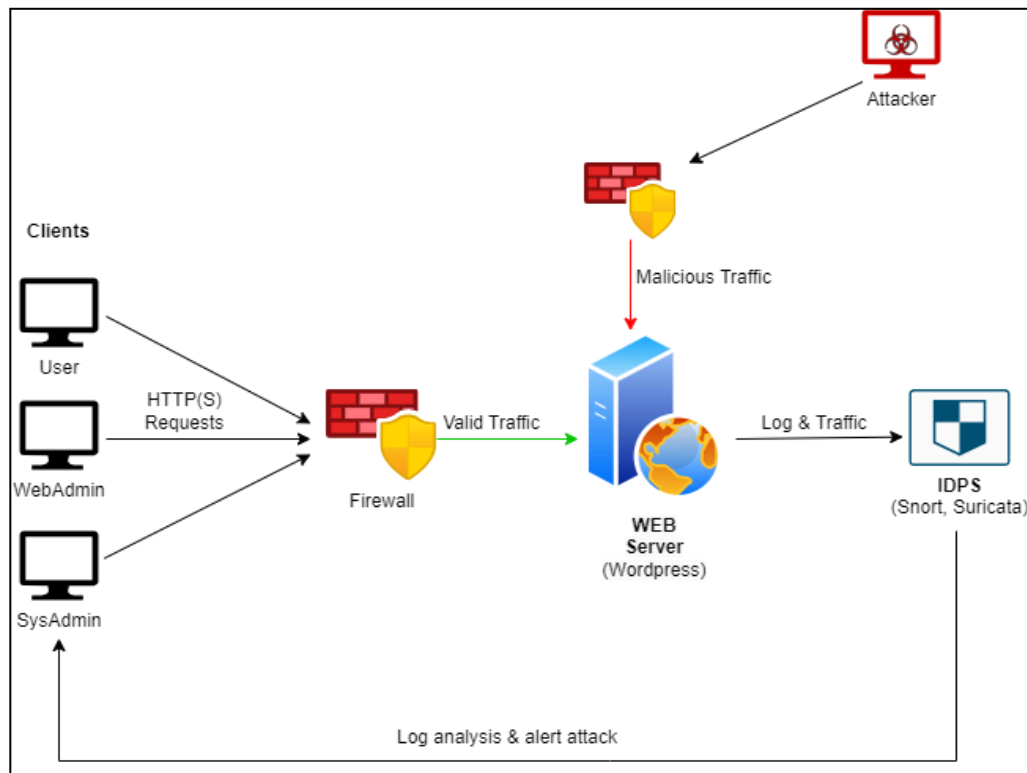 Attacker
Malicious Traffic
Clients
User
HTTP(S)
Requests
WebAdmin
SysAdmin
Firewall
Valid Traffic
WEB
Server
(Wordpress)
Log & Traffic
IDPS
(Snort, Suricata)
Log analysis & alert attack